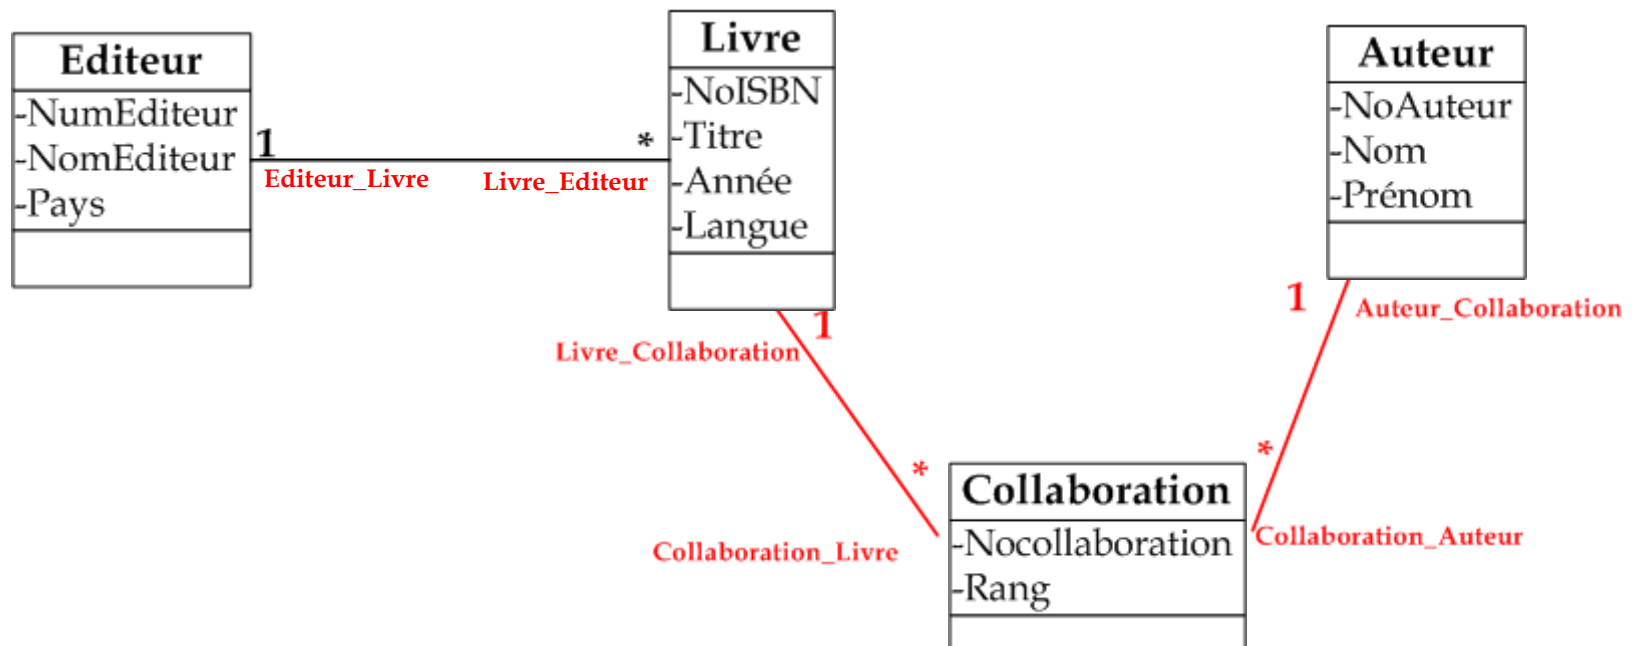 Editeur
-NumEditeur
-NomEditeur
-Pays
1
*
Editeur_Livre
Livre_Editeur
Livre
-NoISBN
-Titre
-Année
-Langue
Auteur
-NoAuteur
-Nom
-Prénom
1
Livre_Collaboration
1
Auteur_Collaboration
*
*
Collaboration_Livre
Collaboration_Auteur
Collaboration
-Nocollaboration
-Rang